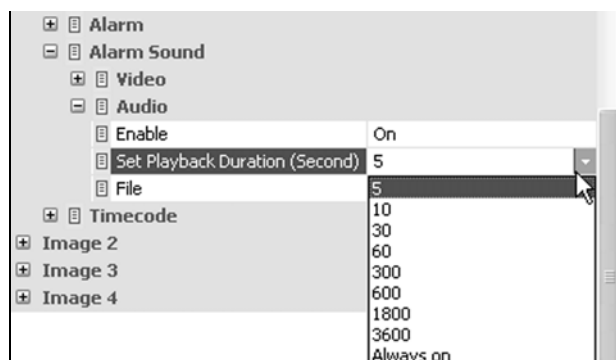 Alarm
Alarm Sound
Video
Audio
Enable On
Set Playback Duration (Second) 5
File 5
10
Timecode
30
Image 2
60
Image 3
300
Image 4
600
1800
3600
Always on